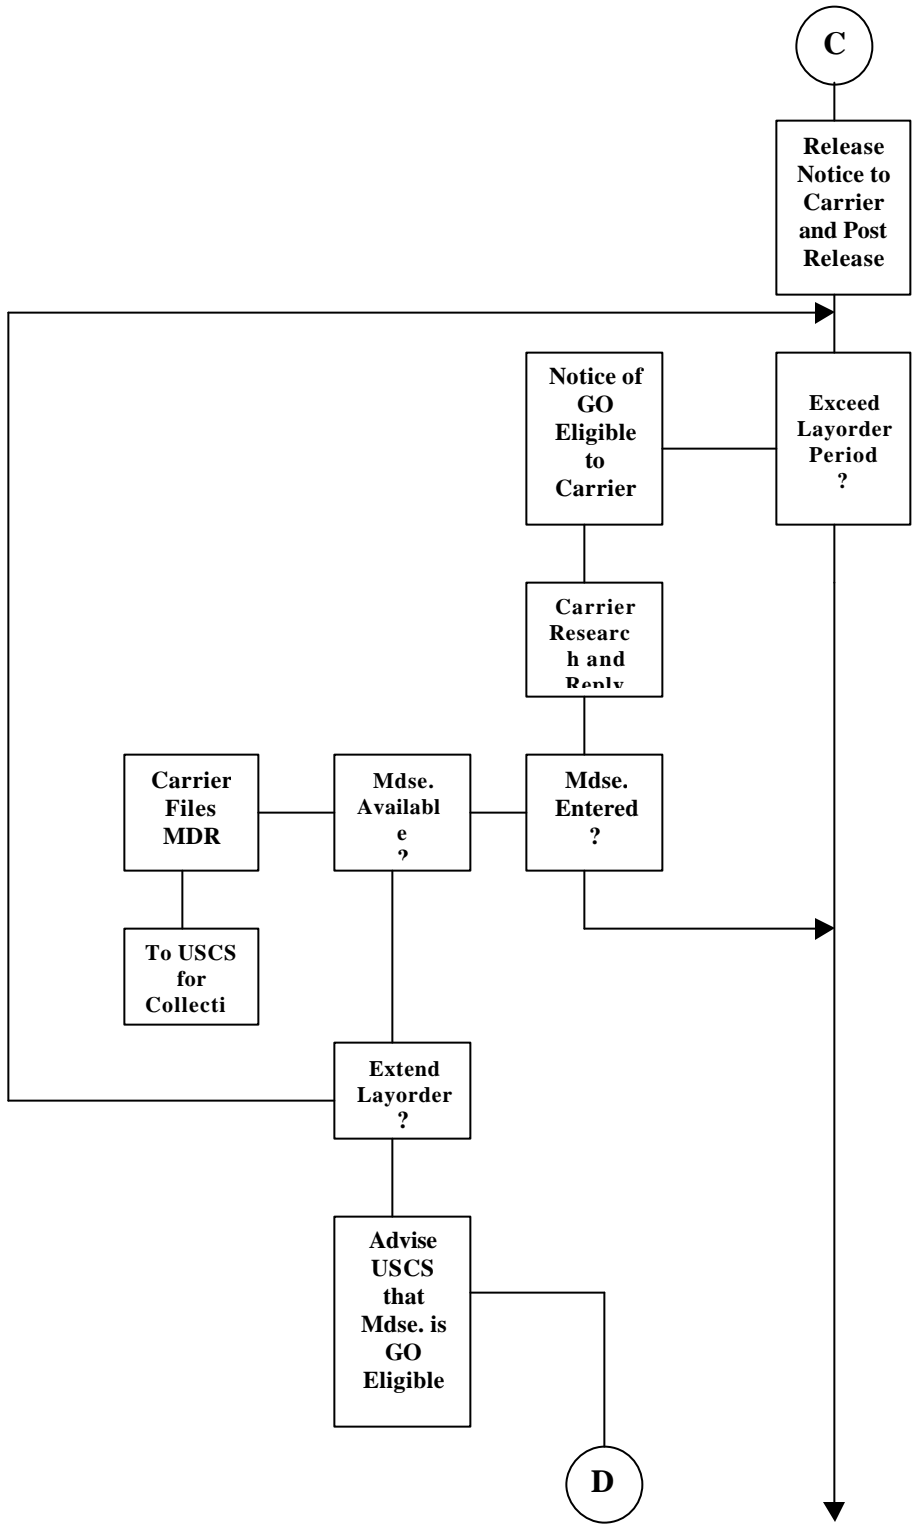 C
Release
Notice to
Carrier
and Post
Release
Notice of
GO
Eligible
to
Carrier
Exceed
Layorder
Period
?
Carrier
Researc
h and
Reply
Carrier
Files
MDR
Mdse.
Availabl
e
?
Mdse.
Entered
?
To USCS
for
Collecti
Extend
Layorder
?
Advise
USCS
that
Mdse. is
GO
Eligible
D